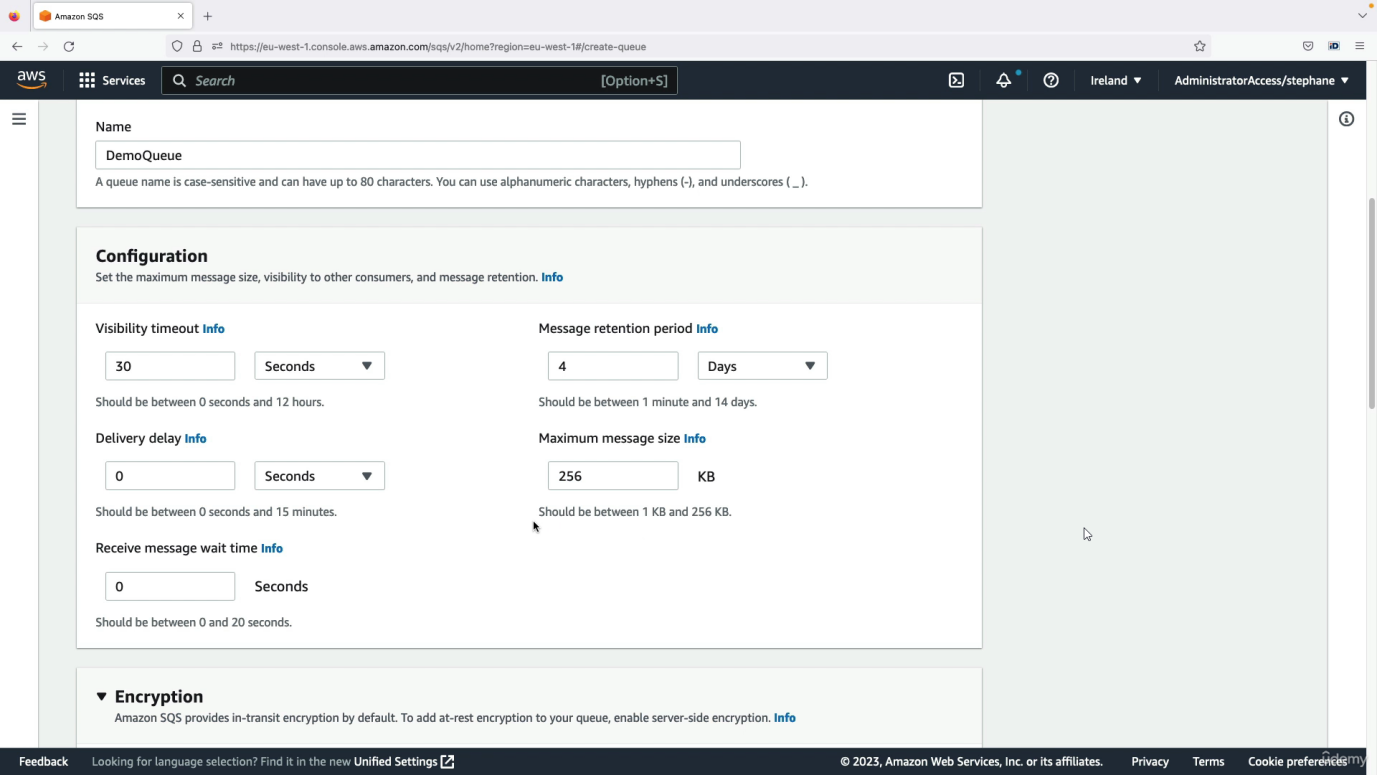 Amazon SQS
https://eu-west-1.console.aws.amazon.com/sqs/v2/home?region=eu-west-1#/create-queue
aws Services Search [Option+S] Ireland AdministratorAccess/stephane
Name
DemoQueue
A queue name is case-sensitive and can have up to 80 characters. You can use alphanumeric characters, hyphens (-), and underscores ( _ ).
Configuration
Set the maximum message size, visibility to other consumers, and message retention. Info
Visibility timeout Info Message retention period Info
30 Seconds 4 Days
Should be between 0 seconds and 12 hours. Should be between 1 minute and 14 days.
Delivery delay Info Maximum message size Info
0 Seconds 256 KB
Should be between 0 seconds and 15 minutes. Should be between 1 KB and 256 KB.
Receive message wait time Info
0 Seconds
Should be between 0 and 20 seconds.
Encryption
Amazon SQS provides in-transit encryption by default. To add at-rest encryption to your queue, enable server-side encryption. Info
Feedback Looking for language selection? Find it in the new Unified Settings © 2023, Amazon Web Services, Inc. or its affiliates. Privacy Terms Cookie preferences
Udemy